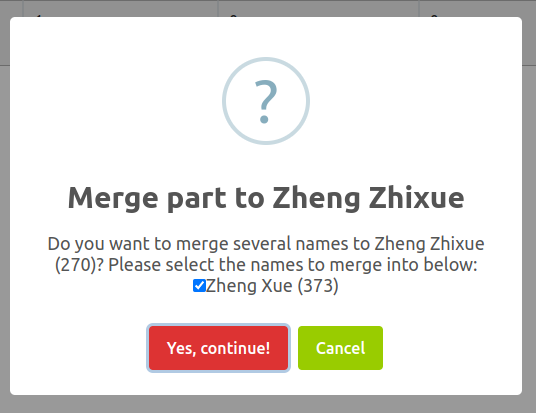 ?
Merge part to Zheng Zhixue
Do you want to merge several names to Zheng Zhixue
(270)? Please select the names to merge into below:
Zheng Xue (373)
Yes, continue!
Cancel